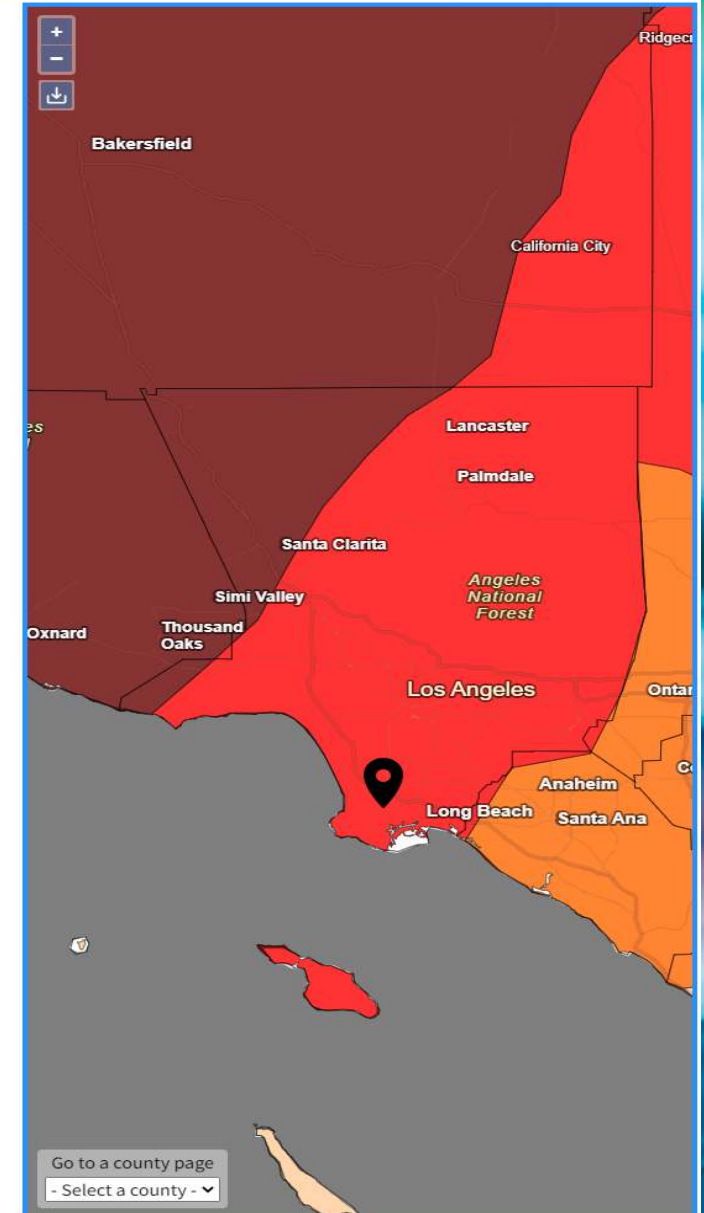 +
−
Ridgecr
Bakersfield
California City
es
l
Lancaster
Palmdale
Santa Clarita
Angeles
National
Forest
Simi Valley
Oxnard
Thousand
Oaks
Los Angeles
Ontar
Co
Anaheim
Long Beach
Santa Ana
Go to a county page
- Select a county -